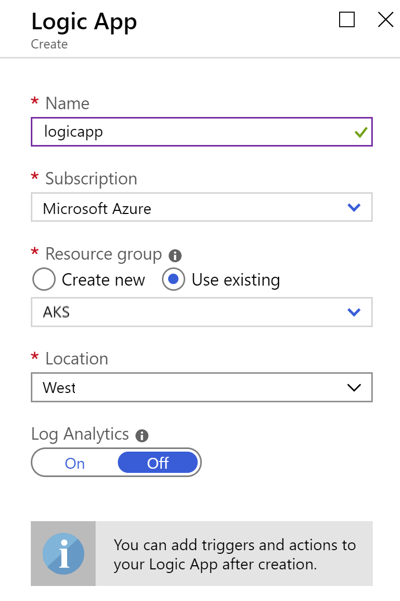 Logic App
Create
* Name
logicapp
* Subscription
Microsoft Azure
* Resource group
Create new Use existing
AKS
* Location
West
Log Analytics
On Off
You can add triggers and actions to
your Logic App after creation.